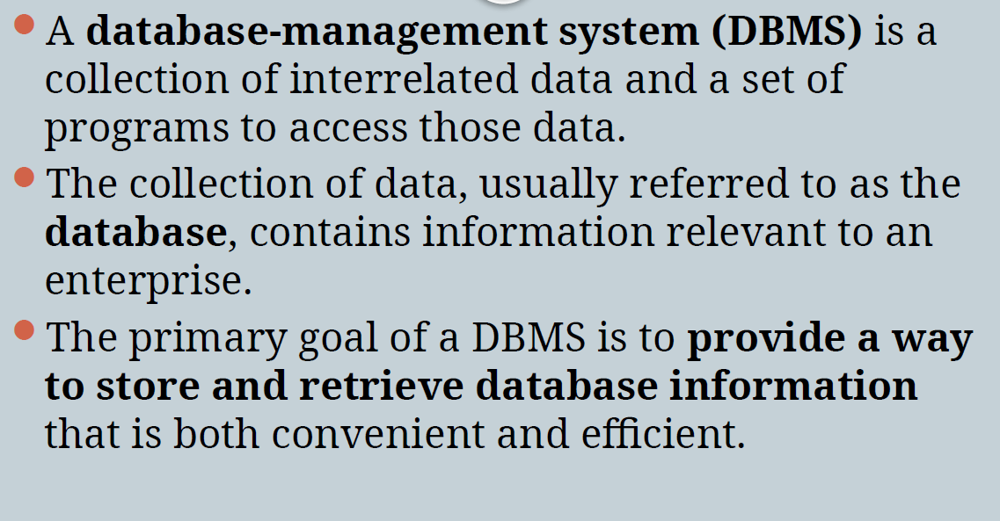 A database-management system (DBMS) is a
collection of interrelated data and a set of
programs to access those data.
The collection of data, usually referred to as the
database, contains information relevant to an
enterprise.
The primary goal of a DBMS is to provide a way
to store and retrieve database information
that is both convenient and efficient.